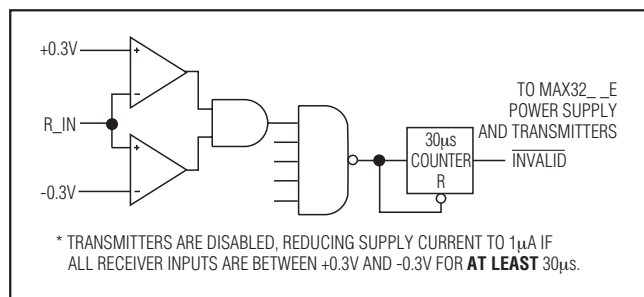 +0.3V
R_IN
-0.3V
+
-
+
-
30μs
COUNTER
R
TO MAX32_ _E
POWER SUPPLY
AND TRANSMITTERS
INVALID
* TRANSMITTERS ARE DISABLED, REDUCING SUPPLY CURRENT TO 1μA IF
ALL RECEIVER INPUTS ARE BETWEEN +0.3V AND -0.3V FOR AT LEAST 30μs.